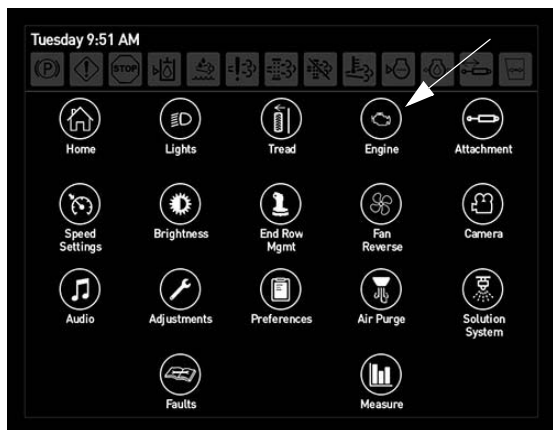 Tuesday 9:51 AM
(P) STOP
Home Lights Tread Engine Attachment
Speed Brightness End Row Fan Camera
Settings Mgmt Reverse
Audio Adjustments Preferences Air Purge Solution
System
Faults Measure